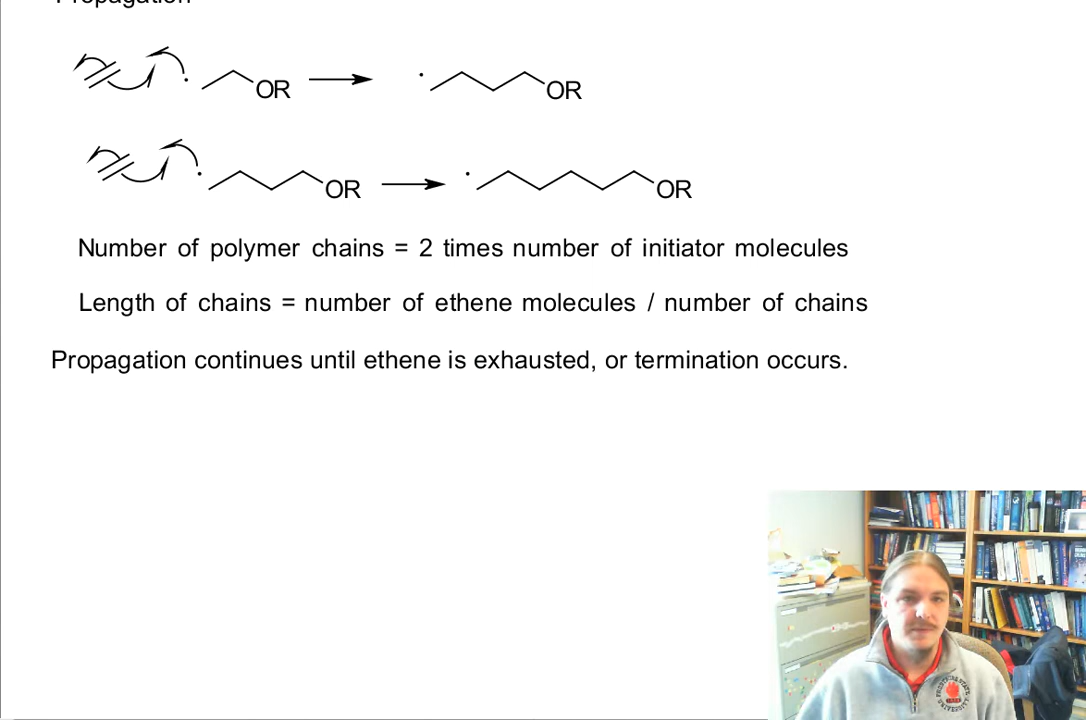 Propagation
OR
OR
OR
OR
Number of polymer chains = 2 times number of initiator molecules
Length of chains = number of ethene molecules / number of chains
Propagation continues until ethene is exhausted, or termination occurs.